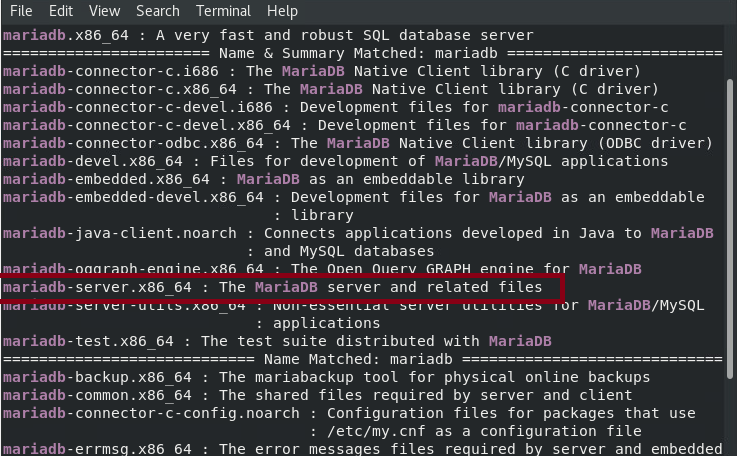 File Edit View Search Terminal Help
mariadb.x86_64 : A very fast and robust SQL database server
======================= Name & Summary Matched: mariadb ========================
mariadb-connector-c.i686 : The MariaDB Native Client library (C driver)
mariadb-connector-c.x86_64 : The MariaDB Native Client library (C driver)
mariadb-connector-c-devel.i686 : Development files for mariadb-connector-c
mariadb-connector-c-devel.x86_64 : Development files for mariadb-connector-c
mariadb-connector-odbc.x86_64 : The MariaDB Native Client library (ODBC driver)
mariadb-devel.x86_64 : Files for development of MariaDB/MySQL applications
mariadb-embedded.x86_64 : MariaDB as an embeddable library
mariadb-embedded-devel.x86_64 : Development files for MariaDB as an embeddable
: library
mariadb-java-client.noarch : Connects applications developed in Java to MariaDB
: and MySQL databases
mariadb-oqgraph-engine.x86_64 : The Open Query GRAPH engine for MariaDB
mariadb-server.x86_64 : The MariaDB server and related files
mariadb-server-utils.x86_64 : Non-essential server utilities for MariaDB/MySQL
: applications
mariadb-test.x86_64 : The test suite distributed with MariaDB
============================ Name Matched: mariadb =============================
mariadb-backup.x86_64 : The mariabackup tool for physical online backups
mariadb-common.x86_64 : The shared files required by server and client
mariadb-connector-c-config.noarch : Configuration files for packages that use
: /etc/my.cnf as a configuration file
mariadb-errmsg.x86_64 : The error messages files required by server and embedded